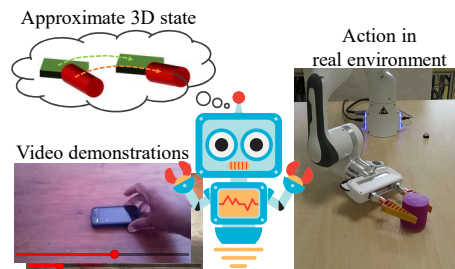 Approximate 3D state
Action in
real environment
Video demonstrations